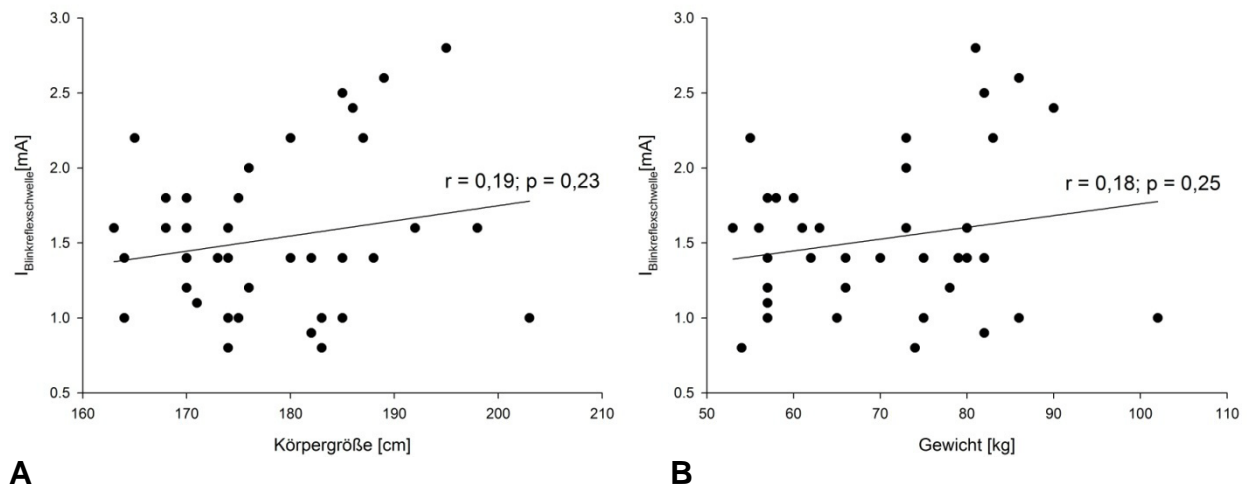 3.0
2.5
2.0
1.5
1.0
0.5
I Blinkreflexschwelle[mA]
r = 0,19; p = 0,23
160 170 180 190 200 210
Körpergröße [cm]
A
3.0
2.5
2.0
1.5
1.0
0.5
I Blinkreflexschwelle[mA]
r = 0,18; p = 0,25
50 60 70 80 90 100 110
Gewicht [kg]
B